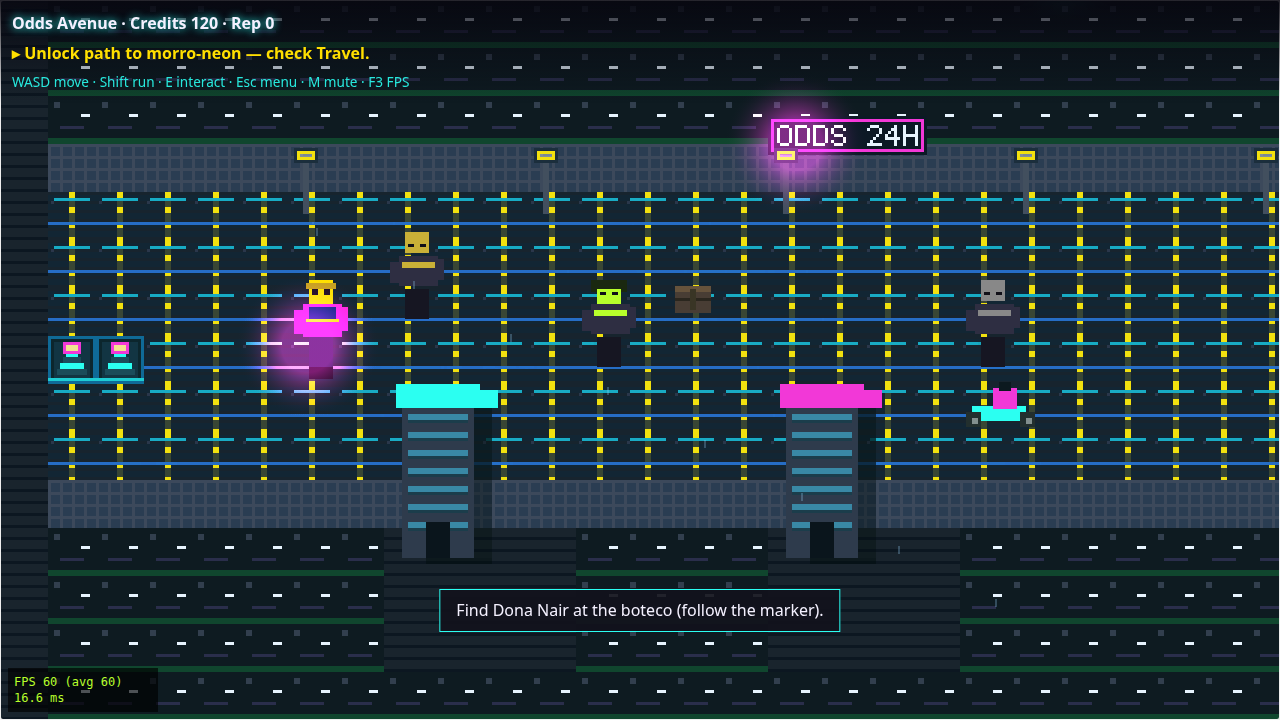 Odds Avenue · Credits 120 · Rep 0
▸ Unlock path to morro-neon — check Travel.
WASD move · Shift run · E interact · Esc menu · M mute · F3 FPS
ODDS 24H
Find Dona Nair at the boteco (follow the marker).
FPS 60 (avg 60)
16.6 ms